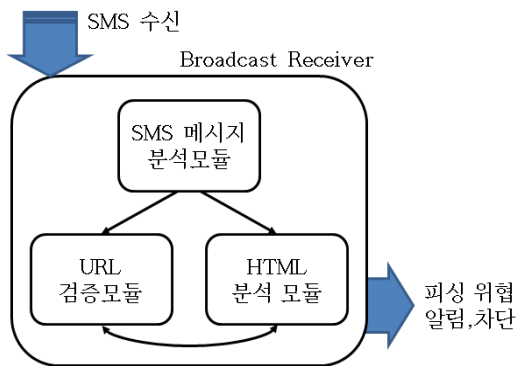 SMS 수신
Broadcast Receiver
SMS 메시지
분석모듈
URL
검증모듈
HTML
분석 모듈
피싱 위협
알림,차단